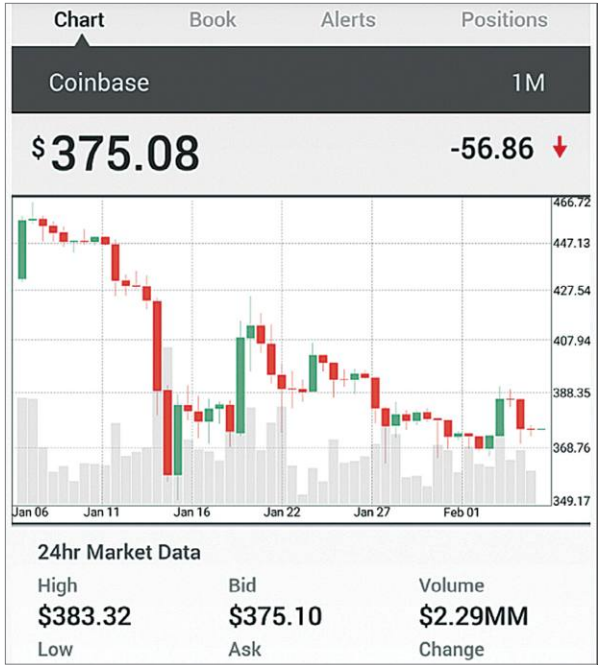 Chart Book Alerts Positions
Coinbase 1M
$375.08 -56.86
466.72
447.13
427.54
407.94
388.35
368.76
349.17
Jan 06 Jan 11 Jan 16 Jan 22 Jan 27 Feb 01
24hr Market Data
High Bid Volume
$383.32 $375.10 $2.29MM
Low Ask Change